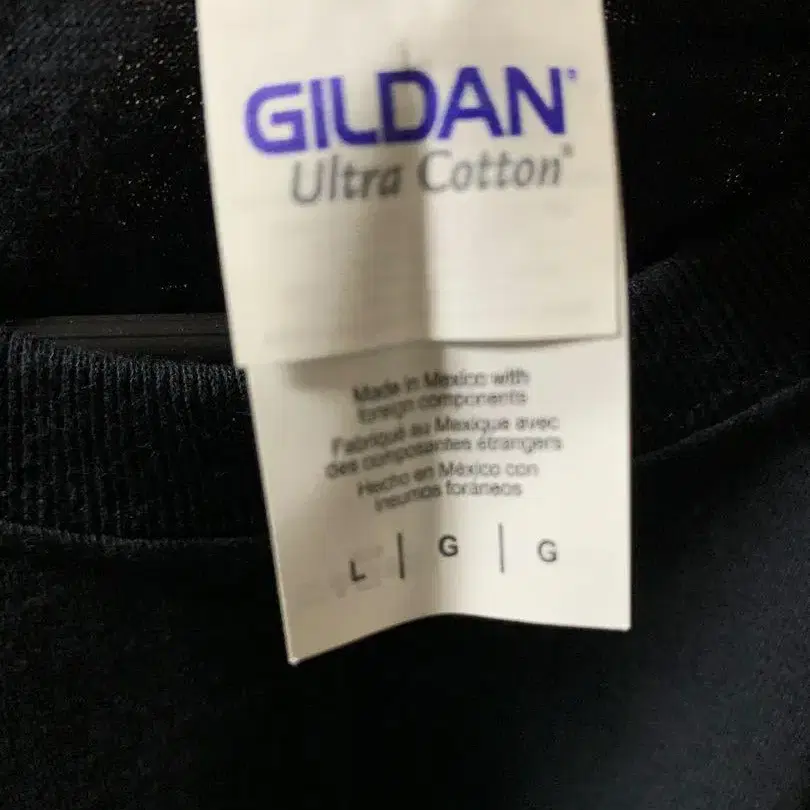 GILDAN®
Ultra Cotton®
Made in Mexico with
foreign components
Fabriqué au Mexique avec
des composantes étrangers
Hecho en México con
insumos foráneos
L | G | G